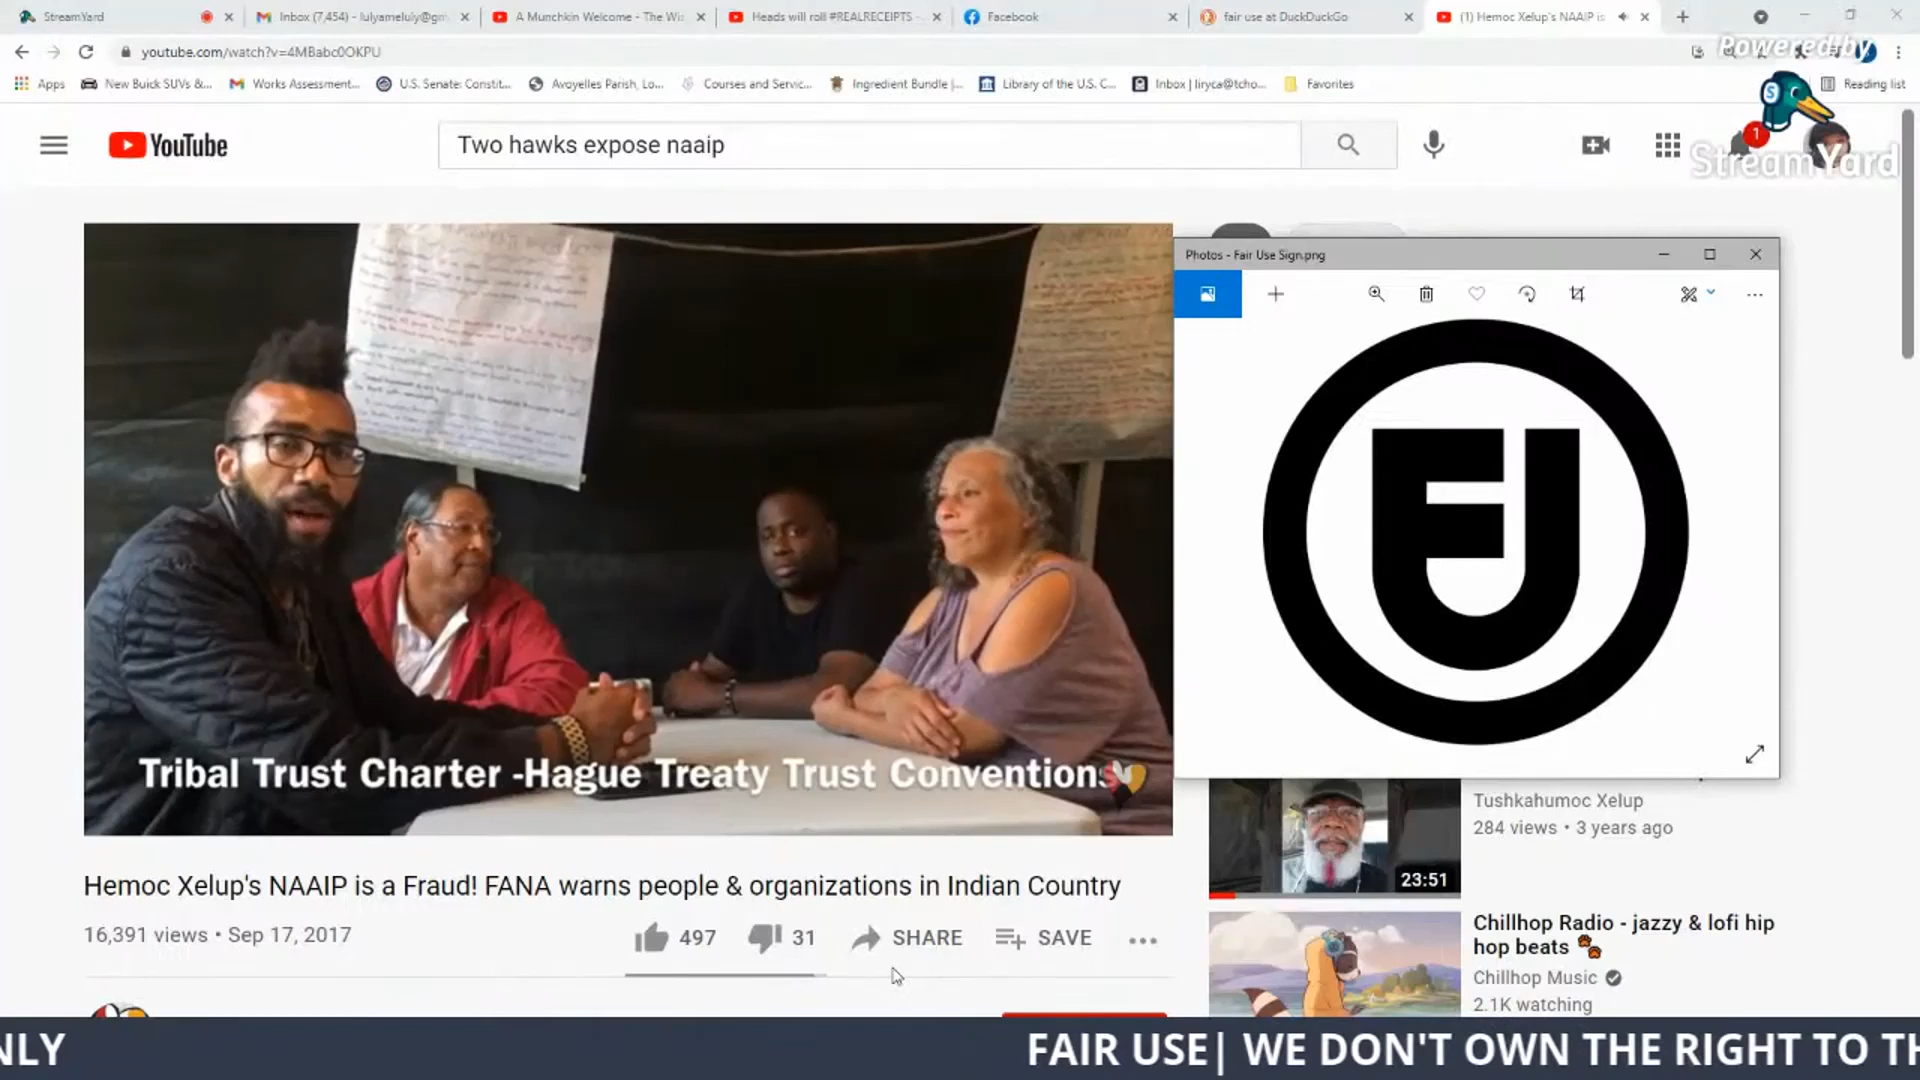 StreamYard
Inbox (7,454) - lulyameluiy@gm
A Munchkin Welcome - The Wi
Heads will roll #REALRECEIPTS -
Facebook
fair use at DuckDuckGo
(1) Hemoc Xelup's NAAIP is
youtube.com/watch?v=4MBabc0OKPU
Powered by
Apps
New Buick SUVs &...
Works Assessment...
U.S. Senate: Constit...
Avoyelles Parish, Lo...
Courses and Servic...
Ingredient Bundle |...
Library of the U.S. C...
Inbox | liryca@tcho...
Favorites
Reading list
YouTube
Two hawks expose naaip
1
StreamYard
Photos - Fair Use Sign.png
FU
Tribal Trust Charter -Hague Treaty Trust Conventions
Tushkahumoc Xelup
284 views • 3 years ago
23:51
Hemoc Xelup's NAAIP is a Fraud! FANA warns people & organizations in Indian Country
16,391 views • Sep 17, 2017
497
31
SHARE
SAVE
Chillhop Radio - jazzy & lofi hip
hop beats
Chillhop Music
2.1K watching
NLY
FAIR USE| WE DON'T OWN THE RIGHT TO TH